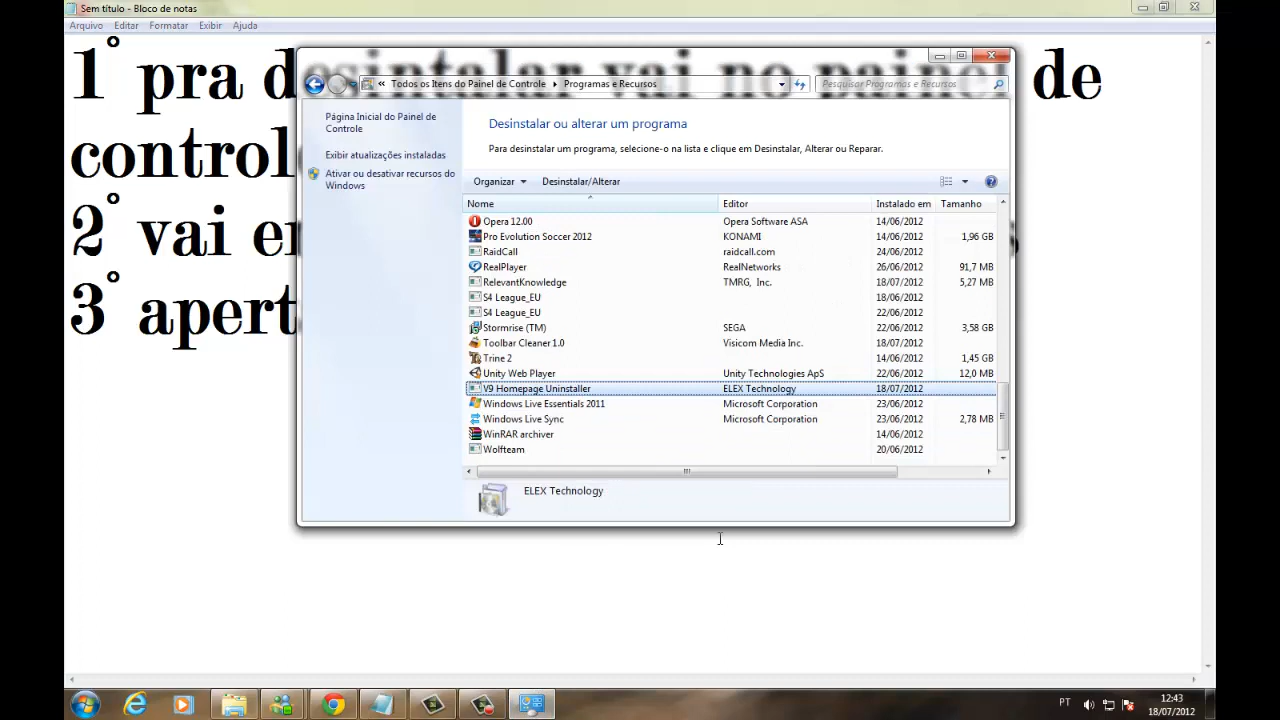 Sem título - Bloco de notas
Arquivo Editar Formatar Exibir Ajuda
1° pra desintalar vai no painel de
controle
2° vai
3°
Todos os Itens do Painel de Controle Programas e Recursos
Pesquisar Programas e Recursos
Página Inicial do Painel de
Controle
Exibir atualizações instaladas
Ativar ou desativar recursos do
Windows
Desinstalar ou alterar um programa
Para desinstalar um programa, selecione-o na lista e clique em Desinstalar, Alterar ou Reparar.
Organizar Desinstalar/Alterar
Nome Editor Instalado em Tamanho
Opera 12.00 Opera Software ASA 14/06/2012
Pro Evolution Soccer 2012 KONAMI 14/06/2012 1,96 GB
RaidCall raidcall.com 24/06/2012
RealPlayer RealNetworks 26/06/2012 91,7 MB
RelevantKnowledge TMRG, Inc. 18/07/2012 5,27 MB
S4 League_EU 18/06/2012
S4 League_EU 22/06/2012
Stormrise (TM) SEGA 22/06/2012 3,58 GB
Toolbar Cleaner 1.0 Visicom Media Inc. 18/07/2012
Trine 2 14/06/2012 1,45 GB
Unity Web Player Unity Technologies ApS 22/06/2012 12,0 MB
V9 Homepage Uninstaller ELEX Technology 18/07/2012
Windows Live Essentials 2011 Microsoft Corporation 23/06/2012
Windows Live Sync Microsoft Corporation 23/06/2012 2,78 MB
WinRAR archiver 14/06/2012
Wolfteam 20/06/2012
ELEX Technology
PT
12:43
18/07/2012